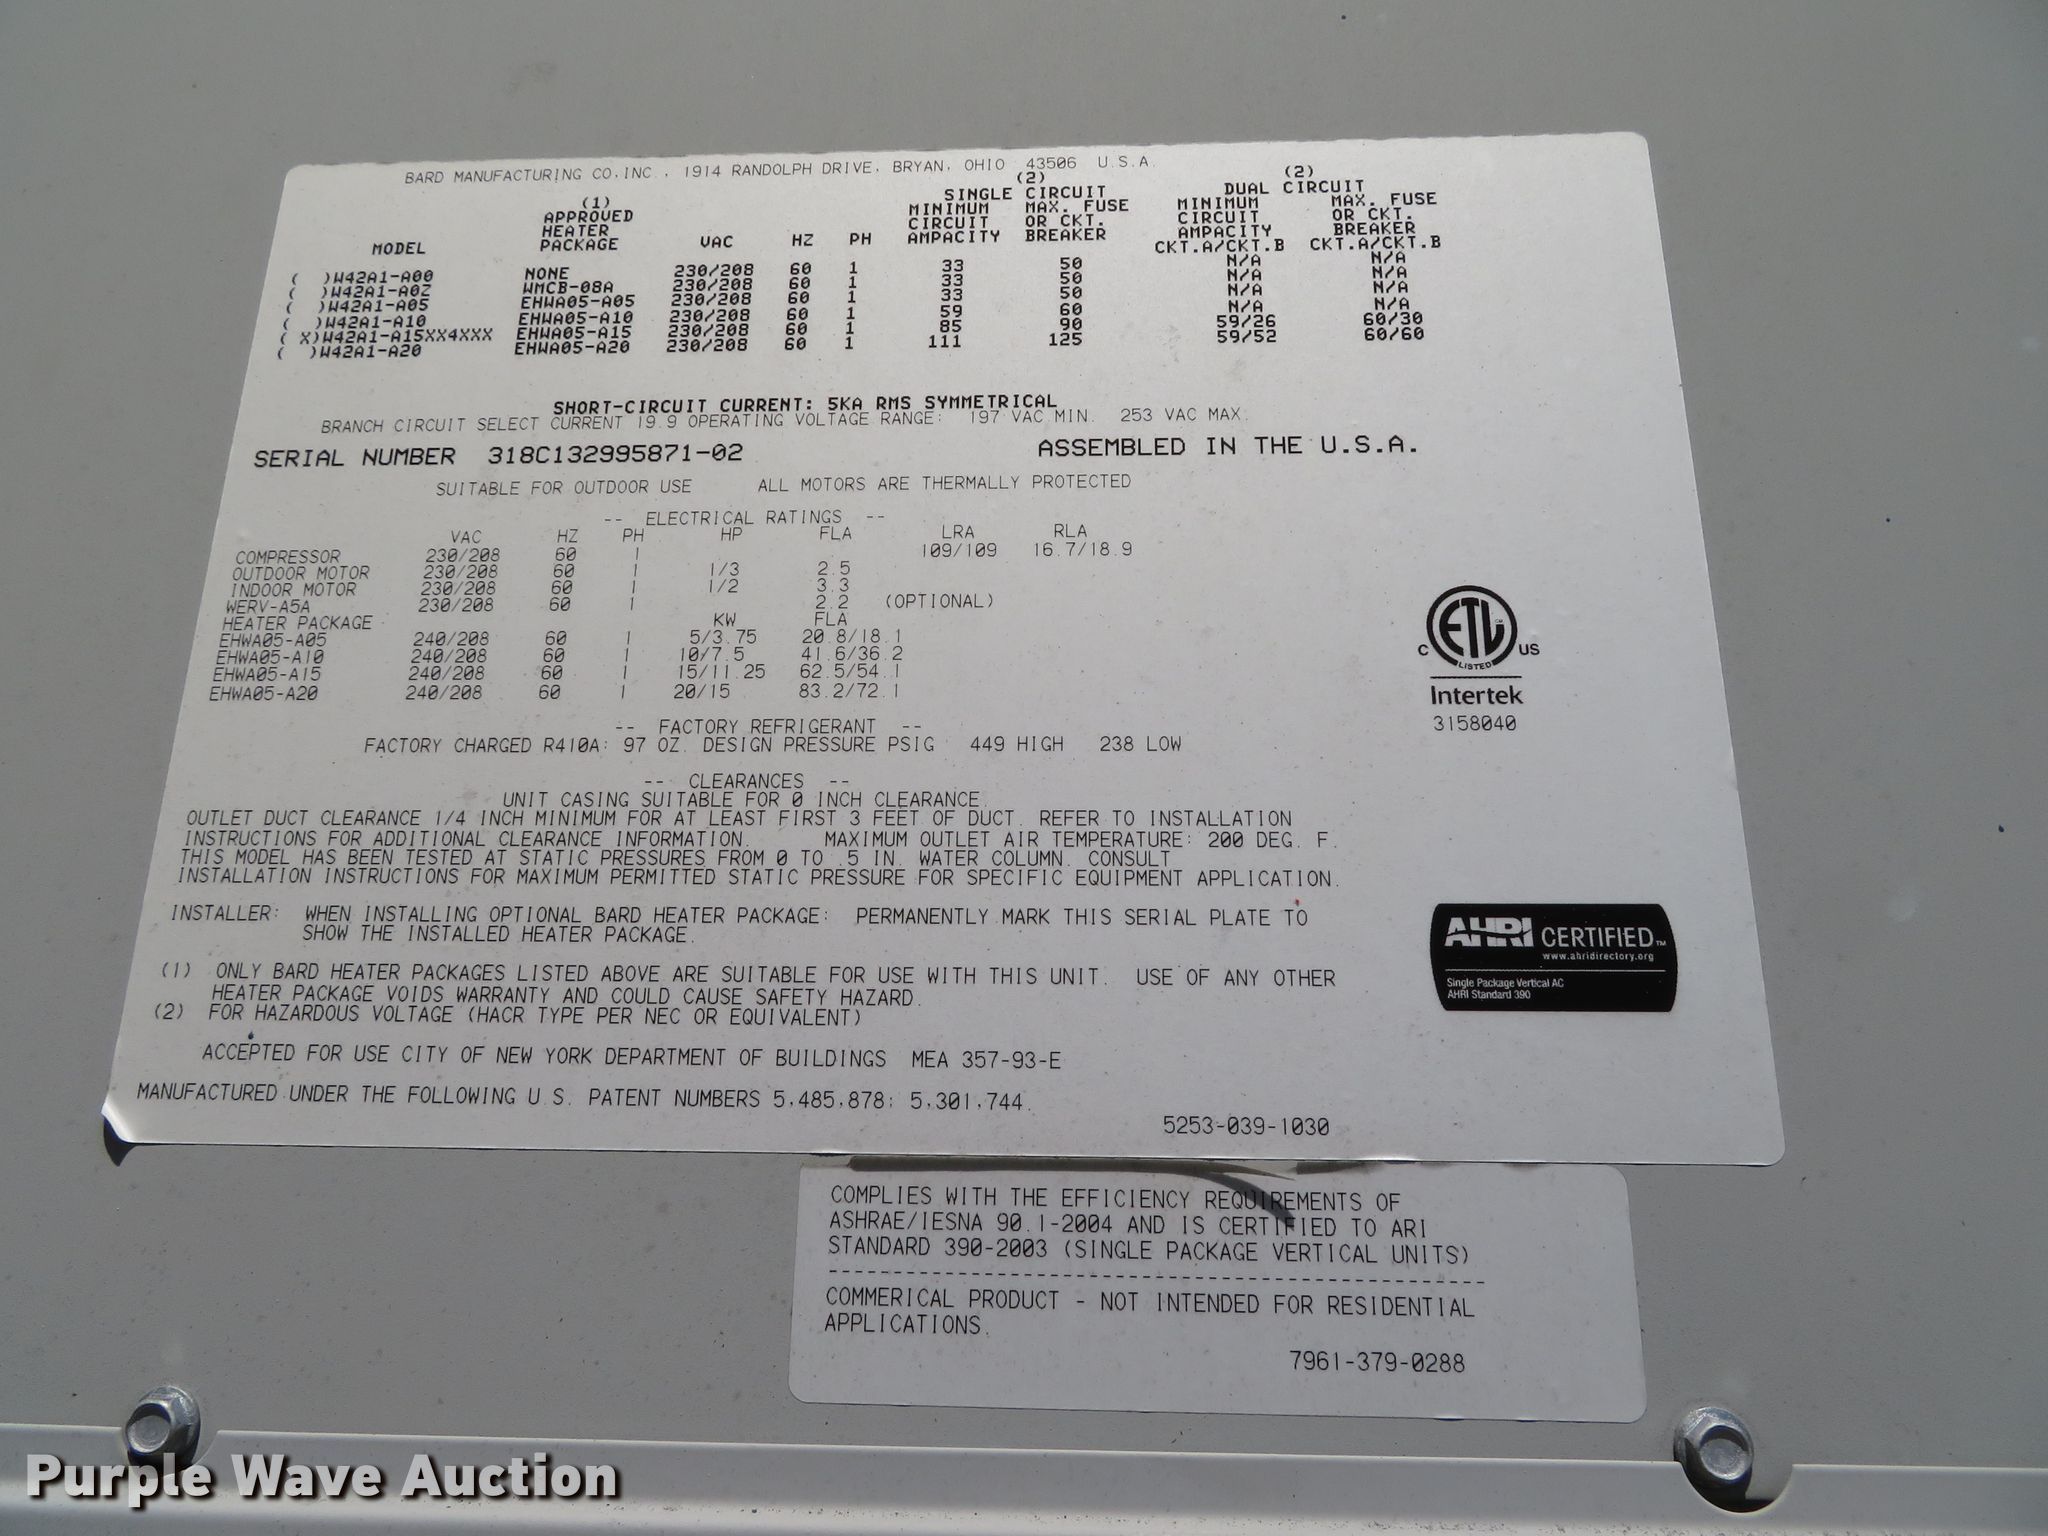 BARD MANUFACTURING CO,INC., 1914 RANDOLPH DRIVE, BRYAN, OHIO 43506 U.S.A.
(2) (2)
SINGLE CIRCUIT DUAL CIRCUIT
(1) MINIMUM MAX. FUSE MINIMUM MAX. FUSE
APPROVED CIRCUIT OR CKT. CIRCUIT OR CKT.
HEATER AMPACITY BREAKER AMPACITY BREAKER
MODEL PACKAGE VAC HZ PH CKT.A/CKT.B CKT.A/CKT.B
( )W42A1-A00 NONE 230/208 60 1 33 50 N/A N/A
( )W42A1-A0Z WMCB-08A 230/208 60 1 33 50 N/A N/A
( )W42A1-A05 EHWA05-A05 230/208 60 1 33 50 N/A N/A
( )W42A1-A10 EHWA05-A10 230/208 60 1 59 60 N/A N/A
( X)W42A1-A15XX4XXX EHWA05-A15 230/208 60 1 85 90 59/26 60/30
( )W42A1-A20 EHWA05-A20 230/208 60 1 111 125 59/52 60/60
SHORT-CIRCUIT CURRENT: 5KA RMS SYMMETRICAL
BRANCH CIRCUIT SELECT CURRENT 19.9 OPERATING VOLTAGE RANGE: 197 VAC MIN. 253 VAC MAX.
SERIAL NUMBER 318C132995871-02 ASSEMBLED IN THE U.S.A.
SUITABLE FOR OUTDOOR USE ALL MOTORS ARE THERMALLY PROTECTED
-- ELECTRICAL RATINGS --
VAC HZ PH HP FLA LRA RLA
COMPRESSOR 230/208 60 1 109/109 16.7/18.9
OUTDOOR MOTOR 230/208 60 1 1/3 2.5
INDOOR MOTOR 230/208 60 1 1/2 3.3
WERV-A5A 230/208 60 1 2.2 (OPTIONAL)
HEATER PACKAGE KW FLA
EHWA05-A05 240/208 60 1 5/3.75 20.8/18.1
EHWA05-A10 240/208 60 1 10/7.5 41.6/36.2
EHWA05-A15 240/208 60 1 15/11.25 62.5/54.1
EHWA05-A20 240/208 60 1 20/15 83.2/72.1
C ETL CM LISTED US
Intertek
3158040
-- FACTORY REFRIGERANT --
FACTORY CHARGED R410A: 97 OZ. DESIGN PRESSURE PSIG 449 HIGH 238 LOW
-- CLEARANCES --
UNIT CASING SUITABLE FOR 0 INCH CLEARANCE.
OUTLET DUCT CLEARANCE 1/4 INCH MINIMUM FOR AT LEAST FIRST 3 FEET OF DUCT. REFER TO INSTALLATION
INSTRUCTIONS FOR ADDITIONAL CLEARANCE INFORMATION. MAXIMUM OUTLET AIR TEMPERATURE: 200 DEG. F.
THIS MODEL HAS BEEN TESTED AT STATIC PRESSURES FROM 0 TO .5 IN. WATER COLUMN. CONSULT
INSTALLATION INSTRUCTIONS FOR MAXIMUM PERMITTED STATIC PRESSURE FOR SPECIFIC EQUIPMENT APPLICATION.
INSTALLER: WHEN INSTALLING OPTIONAL BARD HEATER PACKAGE: PERMANENTLY MARK THIS SERIAL PLATE TO
SHOW THE INSTALLED HEATER PACKAGE.
(1) ONLY BARD HEATER PACKAGES LISTED ABOVE ARE SUITABLE FOR USE WITH THIS UNIT. USE OF ANY OTHER
HEATER PACKAGE VOIDS WARRANTY AND COULD CAUSE SAFETY HAZARD.
(2) FOR HAZARDOUS VOLTAGE (HACR TYPE PER NEC OR EQUIVALENT)
AHRI CERTIFIED™
www.ahridirectory.org
Single Package Vertical AC
AHRI Standard 390
ACCEPTED FOR USE CITY OF NEW YORK DEPARTMENT OF BUILDINGS MEA 357-93-E
MANUFACTURED UNDER THE FOLLOWING U.S. PATENT NUMBERS 5,485,878; 5,301,744.
5253-039-1030
COMPLIES WITH THE EFFICIENCY REQUIREMENTS OF
ASHRAE/IESNA 90.1-2004 AND IS CERTIFIED TO ARI
STANDARD 390-2003 (SINGLE PACKAGE VERTICAL UNITS)
COMMERICAL PRODUCT - NOT INTENDED FOR RESIDENTIAL
APPLICATIONS.
7961-379-0288
Purple Wave Auction